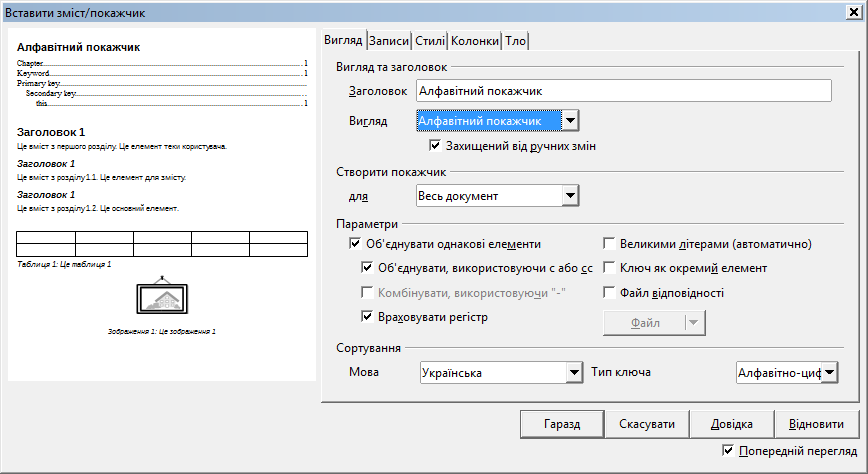 Вставити зміст/покажчик
Алфавітний покажчик
Chapter 1
Keyword 1
Primary key
Secondary key
this 1
Заголовок 1
Це вміст з першого розділу. Це елемент теки користувача.
Заголовок 1
Це вміст з розділу1.1. Це елемент для змісту.
Заголовок 1
Це вміст з розділу1.2. Це основний елемент.
Таблиця 1: Це таблиця 1
Зображення 1: Це зображення 1
Вигляд Записи Стилі Колонки Тло
Вигляд та заголовок
Заголовок Алфавітний покажчик
Вигляд Алфавітний покажчик
Захищений від ручних змін
Створити покажчик
для Весь документ
Параметри
Об'єднувати однакові елементи Великими літерами (автоматично)
Об'єднувати, використовуючи с або сс Ключ як окремий елемент
Комбінувати, використовуючи "-" Файл відповідності
Враховувати регістр Файл
Сортування
Мова Українська Тип ключа Алфавітно-циф
Гаразд Скасувати Довідка Відновити
Попередній перегляд